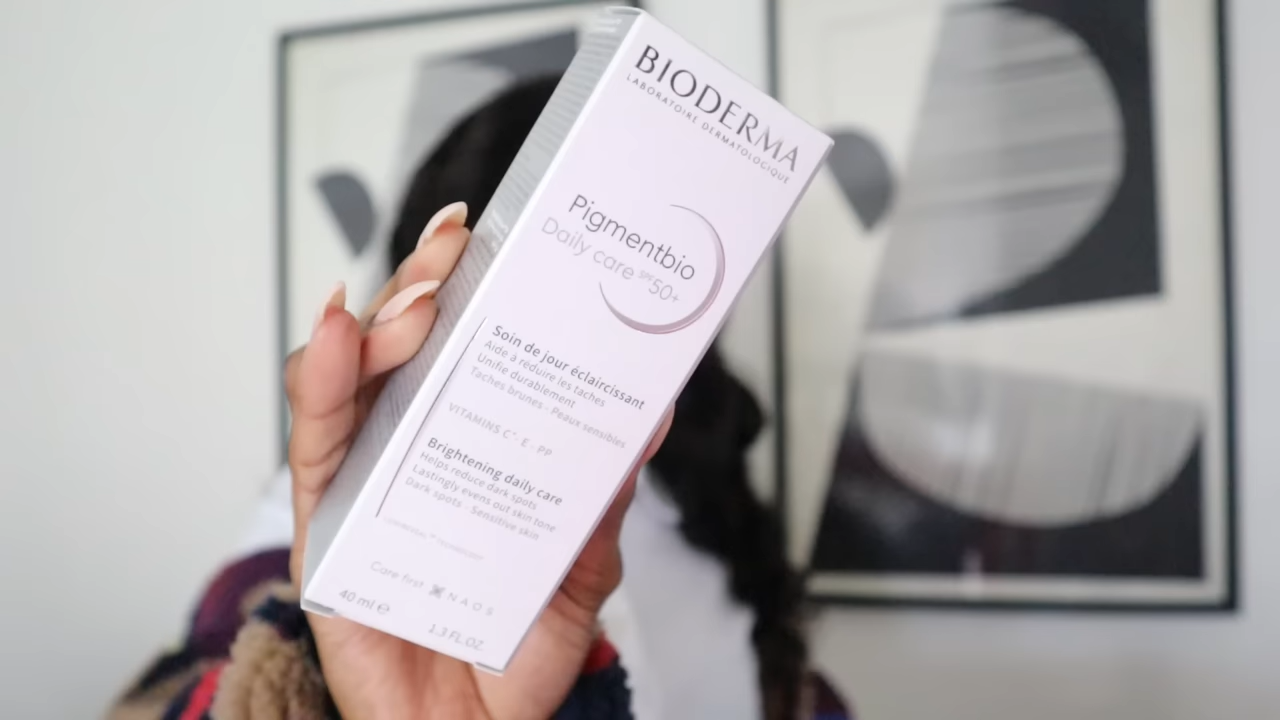 BIODERMA
LABORATOIRE DERMATOLOGIQUE
Pigmentbio
Daily care SPF 50+
Soin de jour éclaircissant
Aide à réduire les taches
Unifie durablement
Taches brunes · Peaux sensibles
VITAMINS C*· E · PP
Brightening daily care
Helps reduce dark spots
Lastingly evens out skin tone
Dark spots · Sensitive skin
Care first NAOS
40 ml ℮
1.3 FL.OZ.